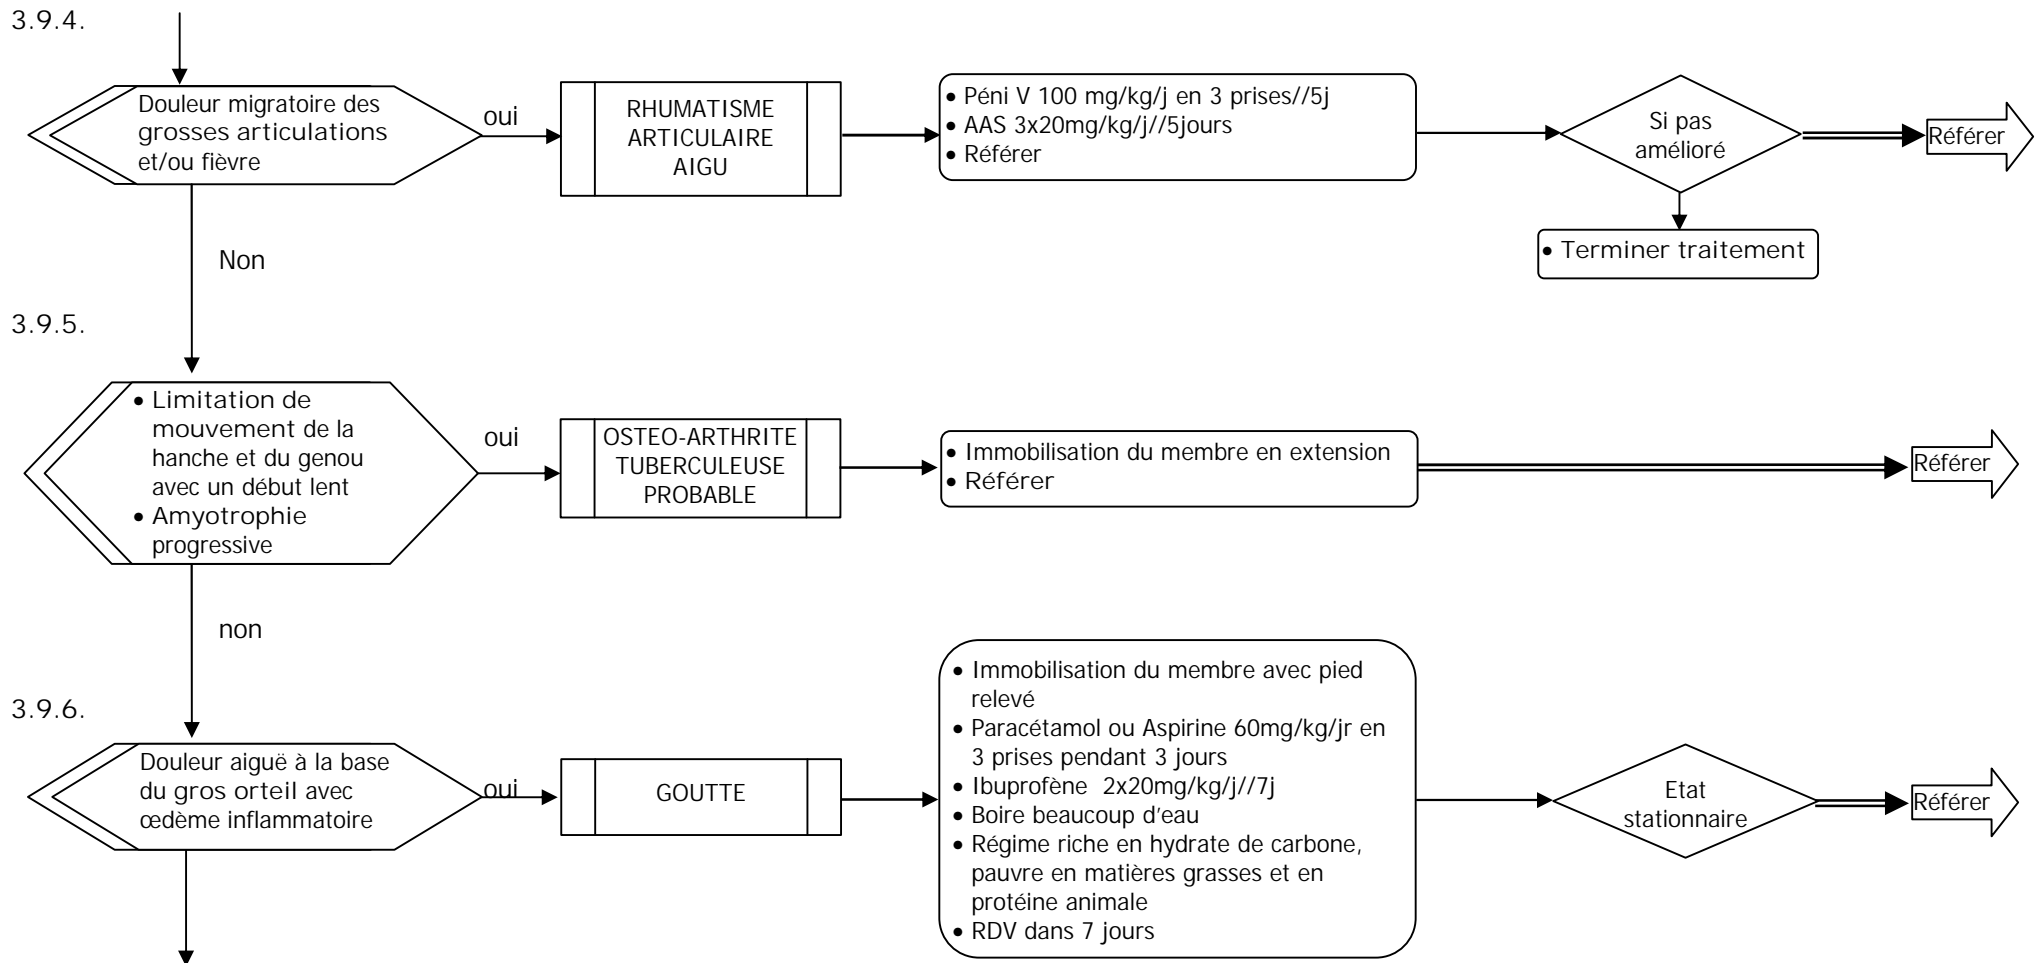 3.9.4.
Douleur migratoire des
grosses articulations
et/ou fièvre
oui
RHUMATISME
ARTICULAIRE
AIGU
• Péni V 100 mg/kg/j en 3 prises//5j
• AAS 3x20mg/kg/j//5jours
• Référer
Si pas
amélioré
Référer
• Terminer traitement
Non
3.9.5.
• Limitation de
mouvement de la
hanche et du genou
avec un début lent
• Amyotrophie
progressive
oui
OSTEO-ARTHRITE
TUBERCULEUSE
PROBABLE
• Immobilisation du membre en extension
• Référer
Référer
non
3.9.6.
Douleur aiguë à la base
du gros orteil avec
œdème inflammatoire
oui
GOUTTE
• Immobilisation du membre avec pied
relevé
• Paracétamol ou Aspirine 60mg/kg/jr en
3 prises pendant 3 jours
• Ibuprofène 2x20mg/kg/j//7j
• Boire beaucoup d'eau
• Régime riche en hydrate de carbone,
pauvre en matières grasses et en
protéine animale
• RDV dans 7 jours
Etat
stationnaire
Référer